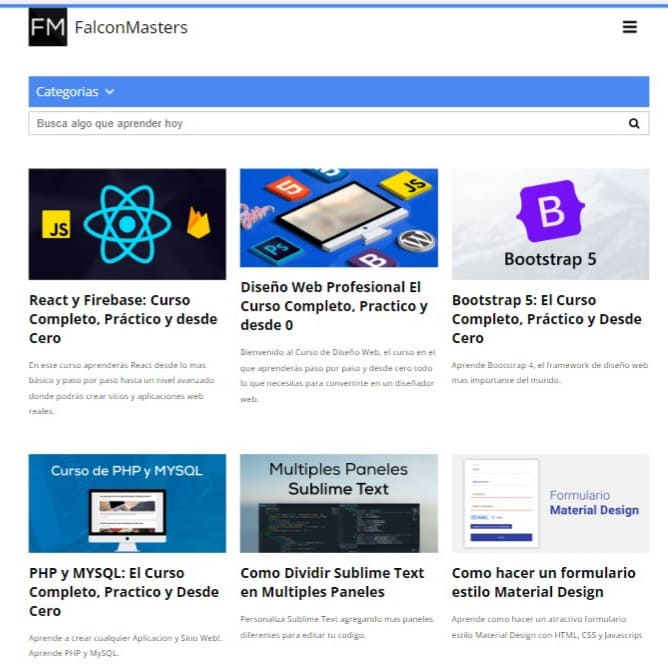 FM FalconMasters
Categorias
Busca algo que aprender hoy
JS
JS
Ps
B
B
Bootstrap 5
React y Firebase: Curso
Completo, Práctico y desde
Cero
En este curso aprenderás React desde lo mas
básico y paso por paso hasta un nivel avanzado
donde podrás crear sitios y aplicaciones web
reales.
Diseño Web Profesional El
Curso Completo, Practico y
desde 0
Bienvenido al Curso de Diseño Web, el curso en el
que aprenderás paso por paso y desde cero todo
lo que necesitas para convertirte en un diseñador
web.
Bootstrap 5: El Curso
Completo, Práctico y Desde
Cero
Aprende Bootstrap 4, el framework de diseño web
mas importante del mundo.
Curso de PHP y MYSQL
Multiples Paneles
Sublime Text
Formulario
Material Design
PHP y MYSQL: El Curso
Completo, Practico y Desde
Cero
Aprende a crear cualquier Aplicacion y Sitio Web!.
Aprende PHP y MySQL.
Como Dividir Sublime Text
en Multiples Paneles
Personaliza Sublime Text agregando mas paneles
diferentes para editar tu codigo.
Como hacer un formulario
estilo Material Design
Aprende como hacer un atractivo formulario
estilo Material Design con HTML, CSS y Javascript